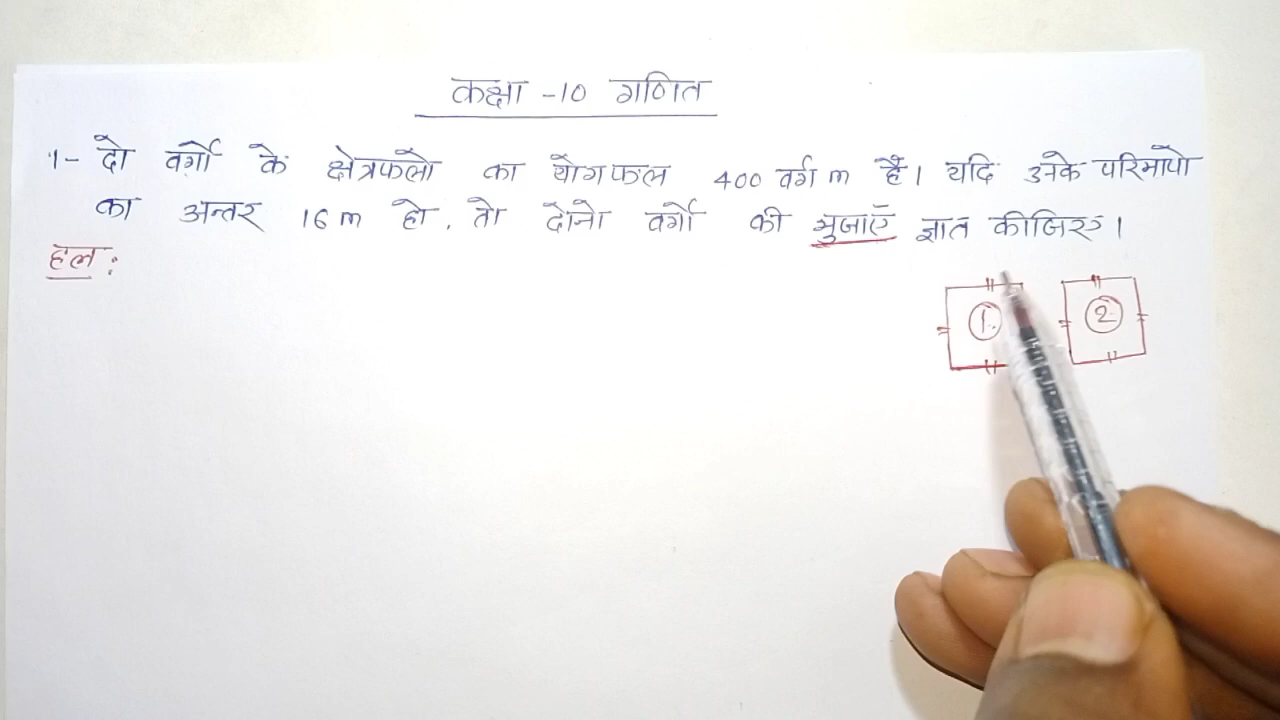 कक्षा -10 गणित
1- दो वर्गों के क्षेत्रफलों का योगफल 400 वर्ग m है। यदि उनके परिमापों
का अन्तर 16 m हो, तो दोनों वर्गों की भुजाएँ ज्ञात कीजिए।
हल:
1 2